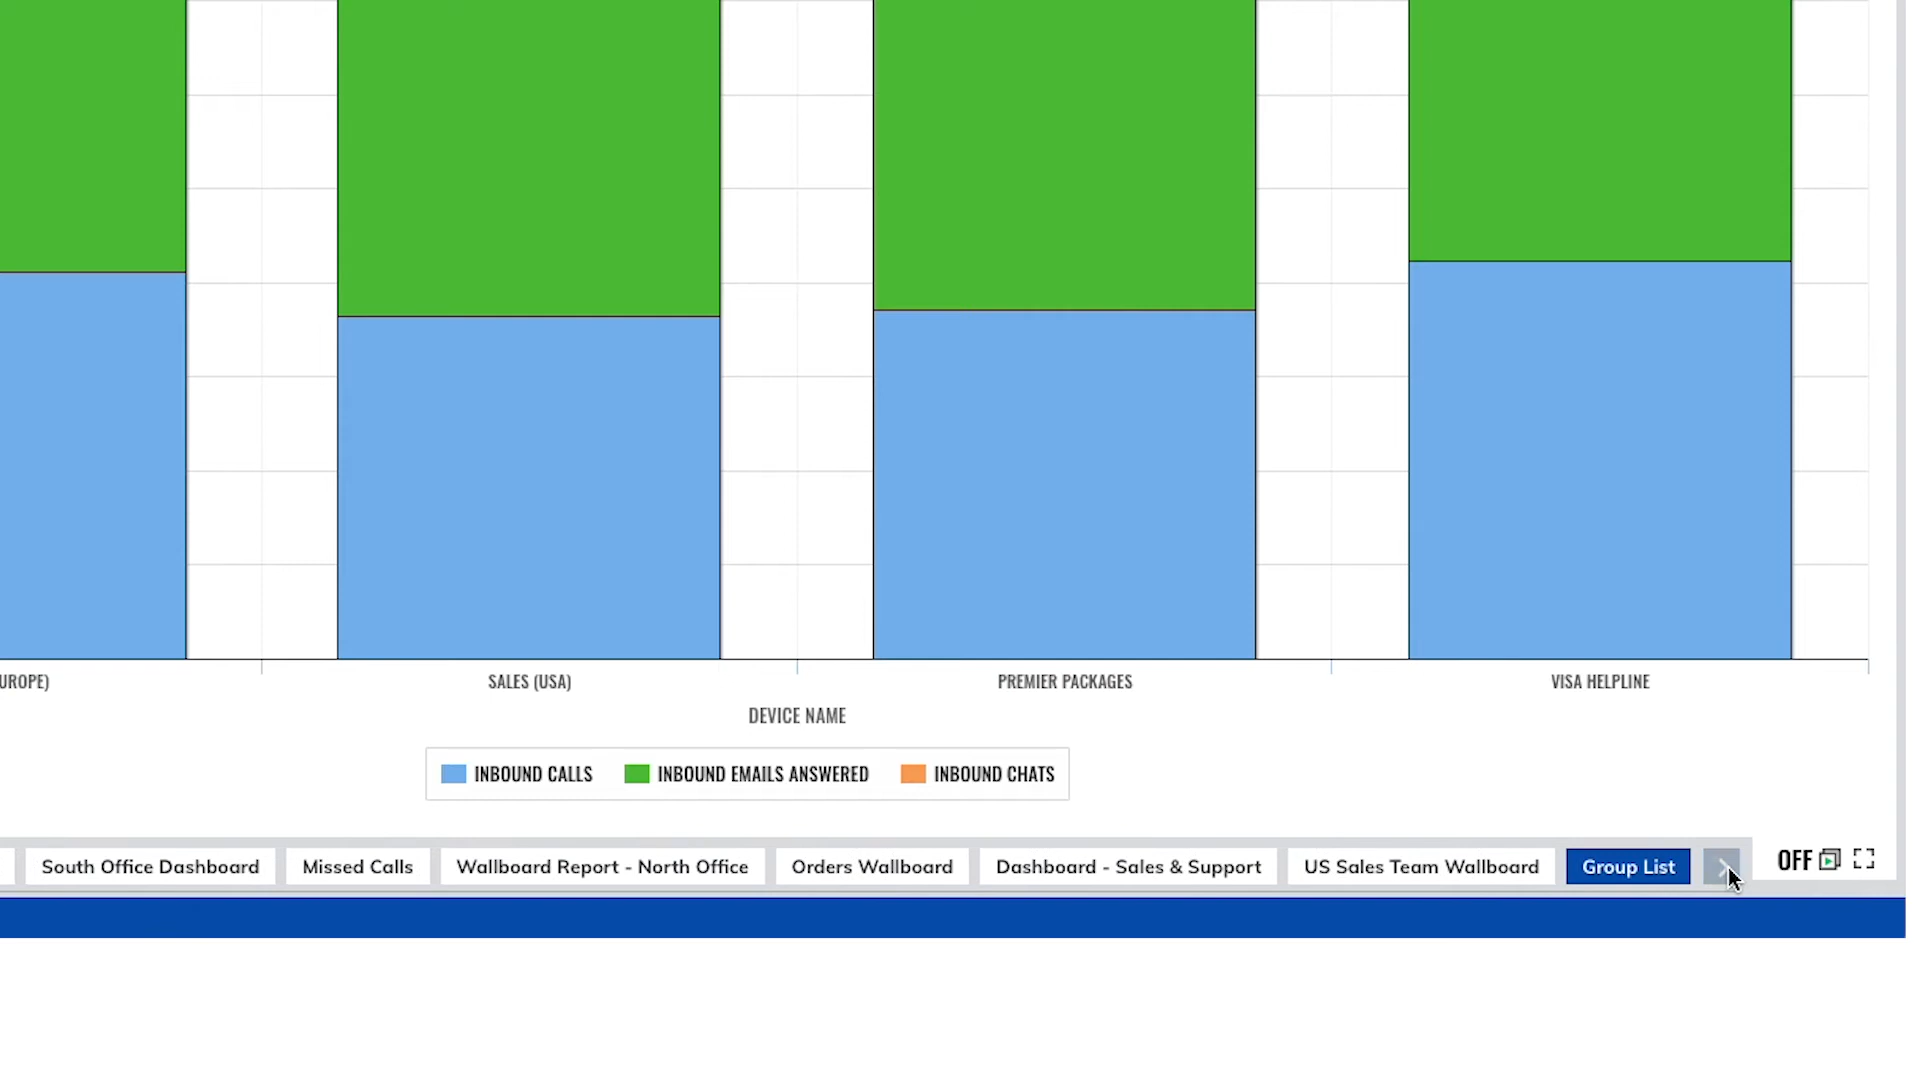 UROPE) SALES (USA) PREMIER PACKAGES VISA HELPLINE
DEVICE NAME
INBOUND CALLS INBOUND EMAILS ANSWERED INBOUND CHATS
South Office Dashboard Missed Calls Wallboard Report - North Office Orders Wallboard Dashboard - Sales & Support US Sales Team Wallboard Group List OFF